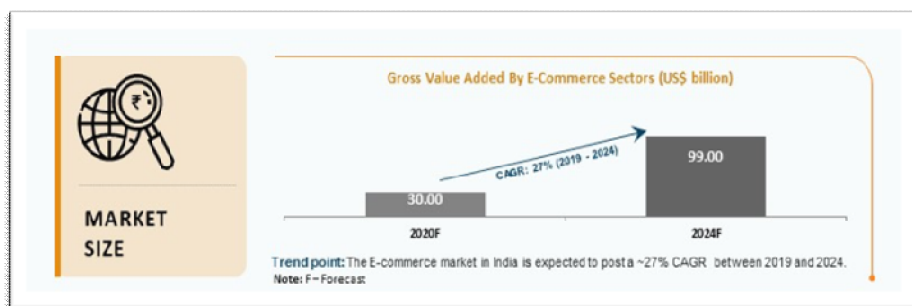 Gross Value Added By E-Commerce Sectors (US$ billion)
₹
MARKET
SIZE
CAGR: 27% (2019 - 2024)
30.00
99.00
2020F
2024F
Trend point: The E-commerce market in India is expected to post a ~27% CAGR between 2019 and 2024.
Note: F – Forecast